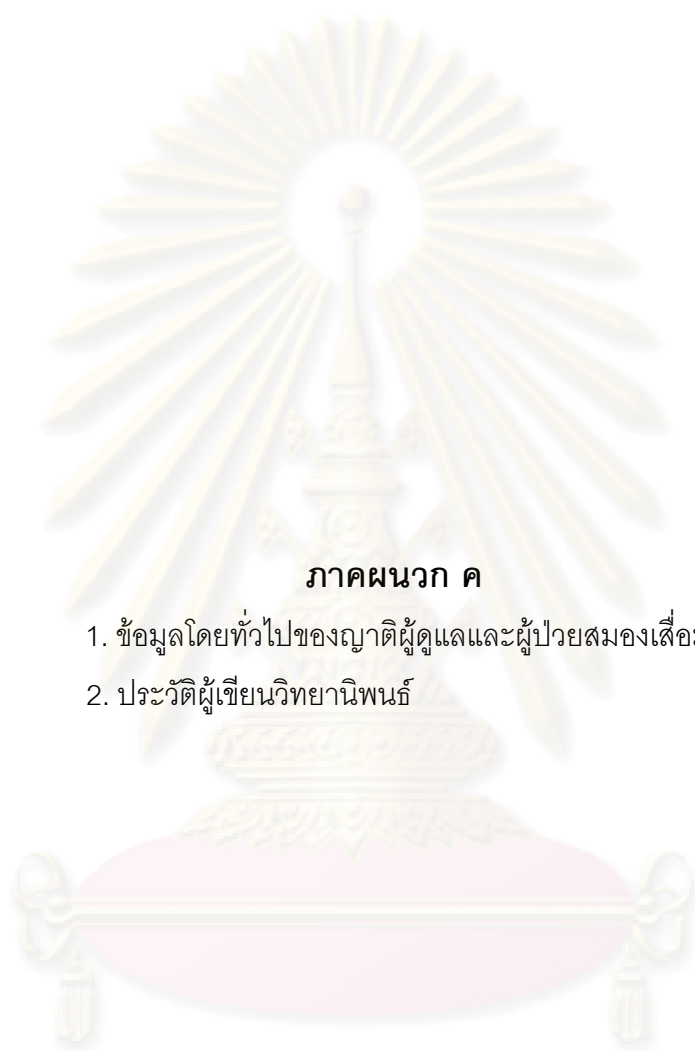 ภาคผนวก ค
1. ข้อมูลโดยทั่วไปของญาติผู้ดูแลและผู้ป่วยสมองเสื่อ
2. ประวัติผู้เขียนวิทยานิพนธ์